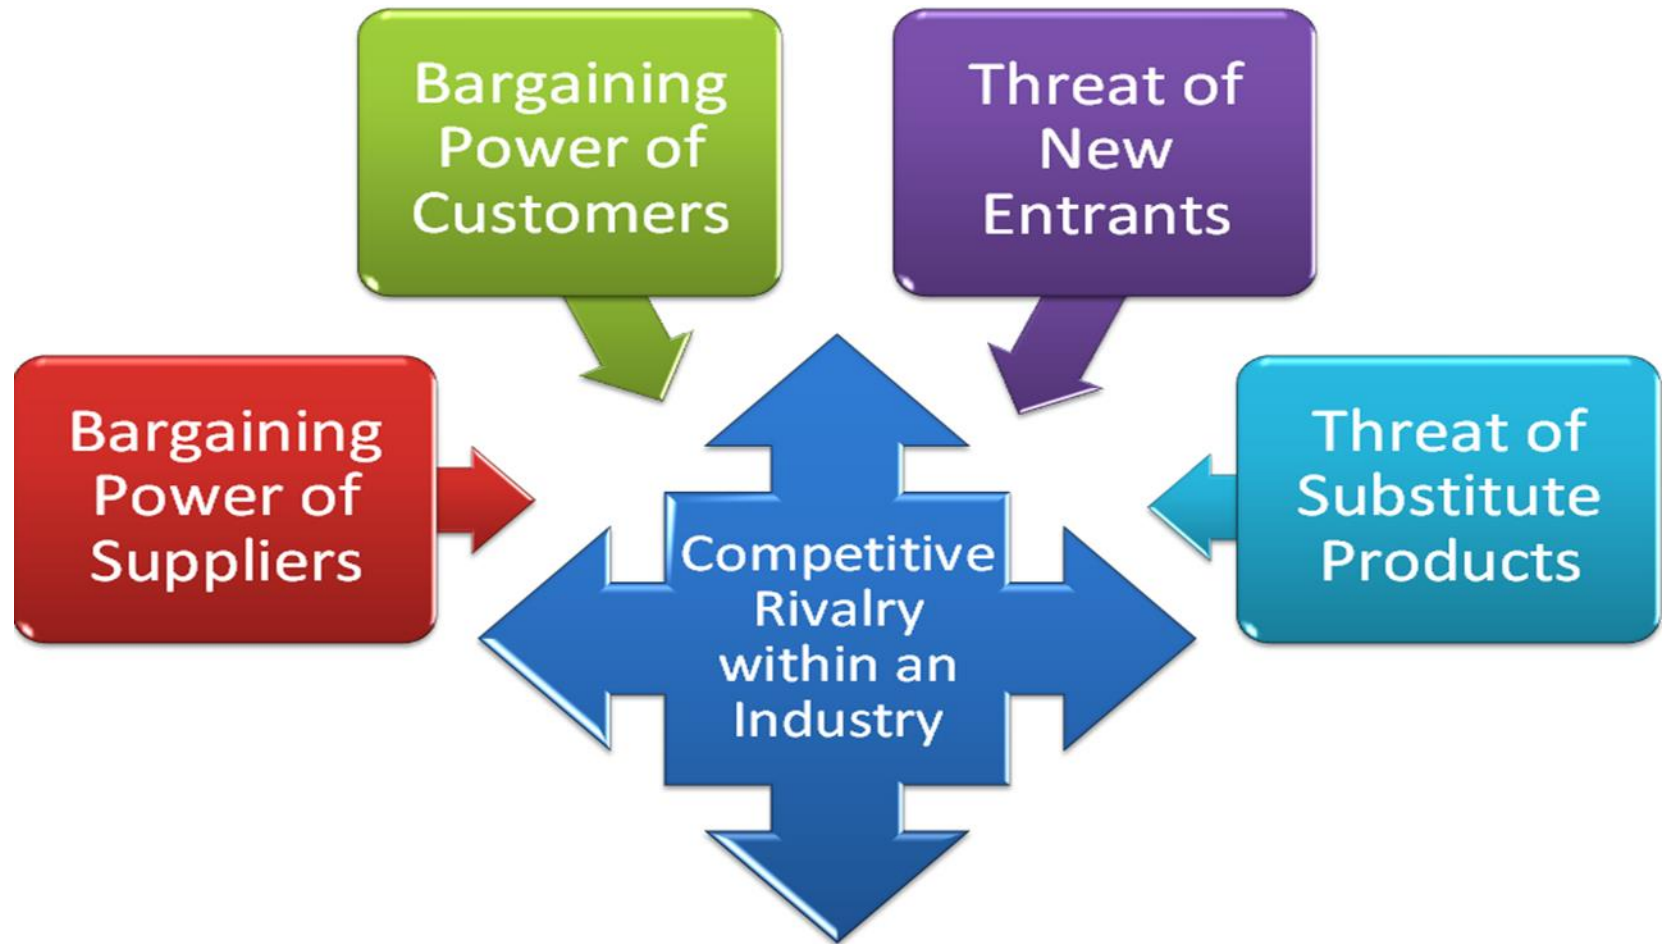 Bargaining
Power of
Customers
Threat of
New
Entrants
Bargaining
Power of
Suppliers
Threat of
Substitute
Products
Competitive
Rivalry
within an
Industry